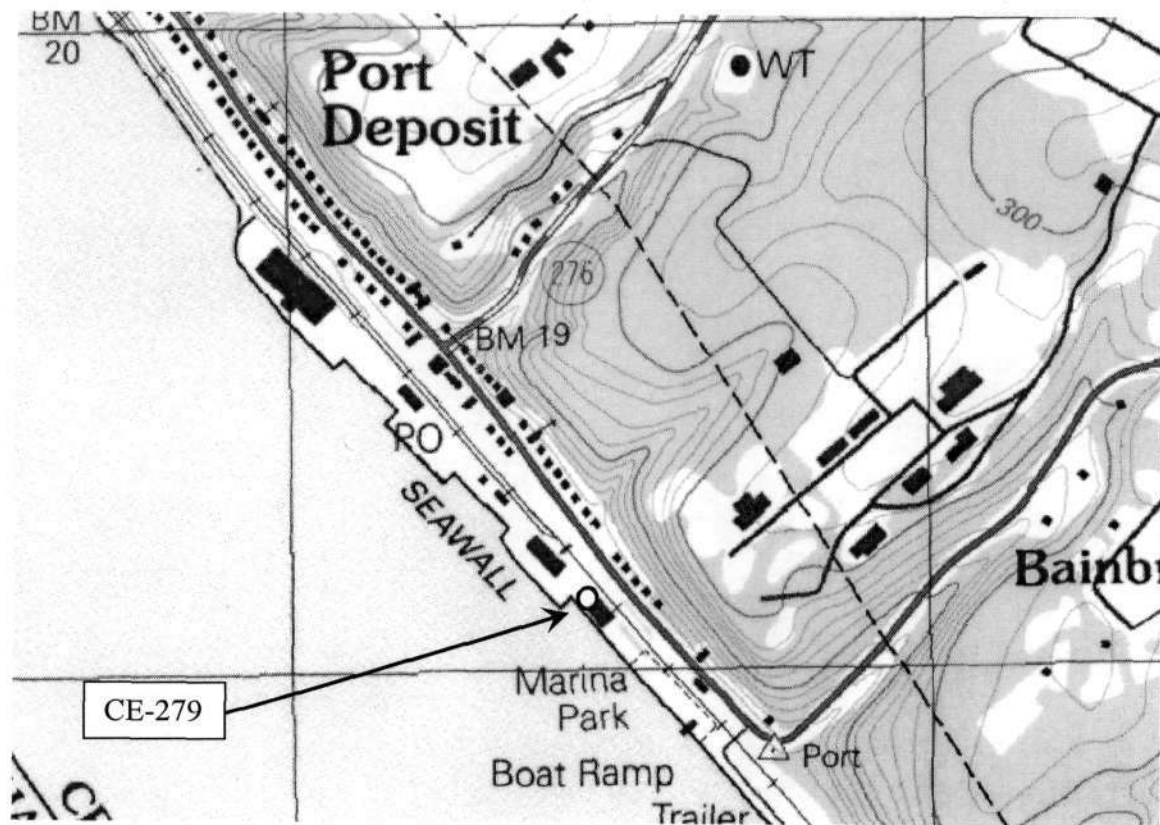 BM
20
Port
Deposit
WT
300
276
BM 19
PO
SEAWALL
Bainb
CE-279
Marina
Park
Port
Boat Ramp
Trailer